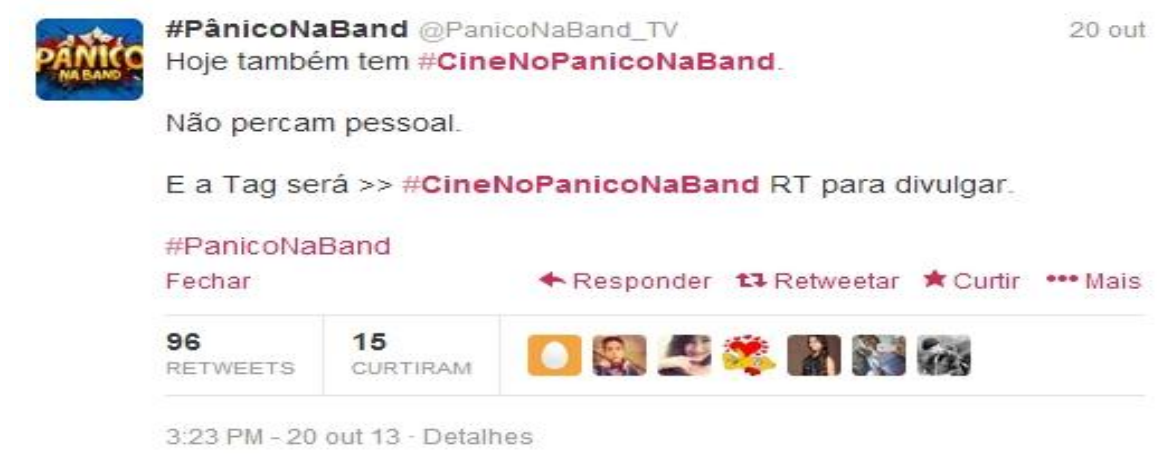 PÂNICO
NA BAND
#PânicoNaBand @PanicoNaBand_TV 20 out
Hoje também tem #CineNoPanicoNaBand.
Não percam pessoal.
E a Tag será >> #CineNoPanicoNaBand RT para divulgar.
#PanicoNaBand
Fechar Responder Retweetar Curtir Mais
96 15
RETWEETS CURTIRAM
3:23 PM - 20 out 13 · Detalhes